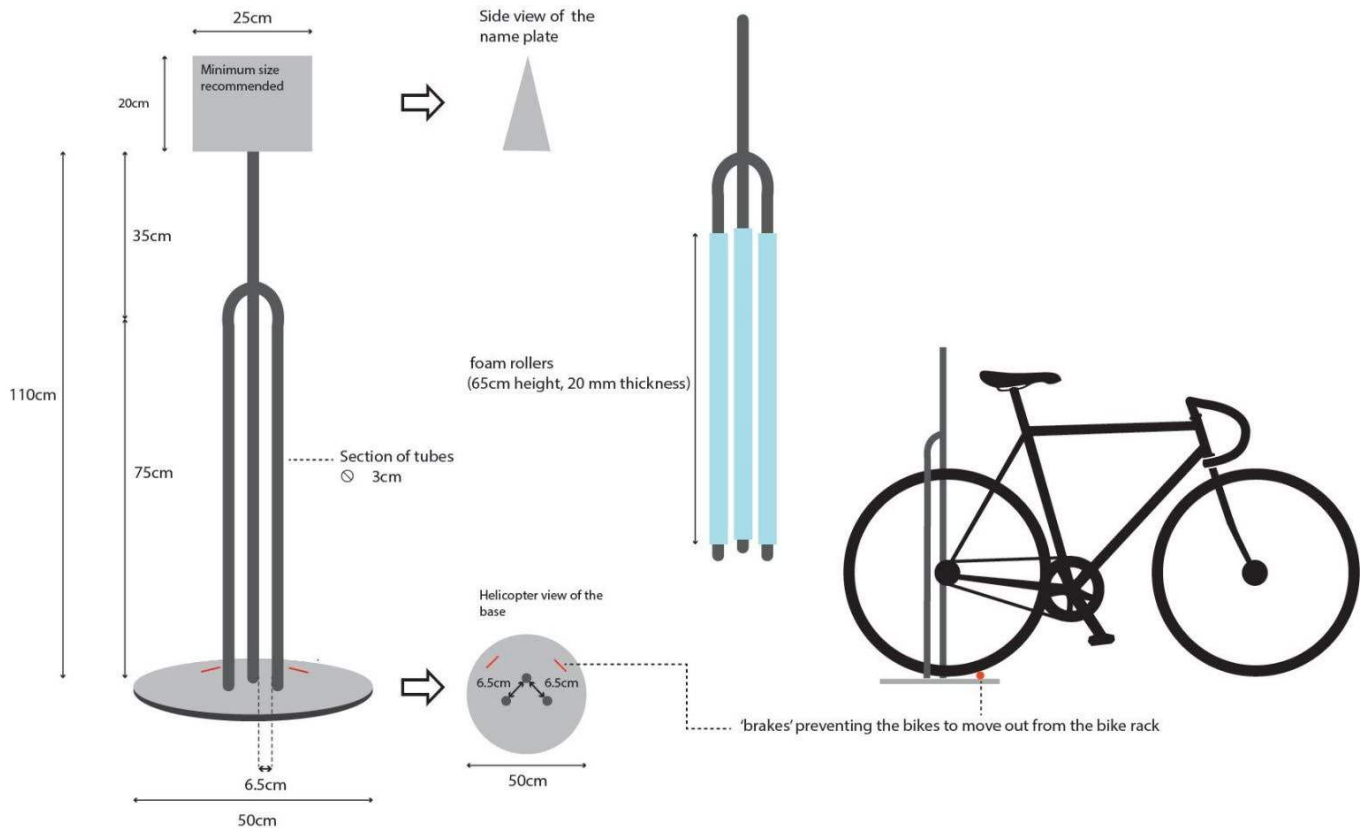 25cm
Minimum size
recommended
20cm
Side view of the
name plate
35cm
110cm
75cm
Section of tubes
⦸ 3cm
foam rollers
(65cm height, 20 mm thickness)
Helicopter view of the
base
6.5cm 6.5cm
'brakes' preventing the bikes to move out from the bike rack
6.5cm
50cm
50cm